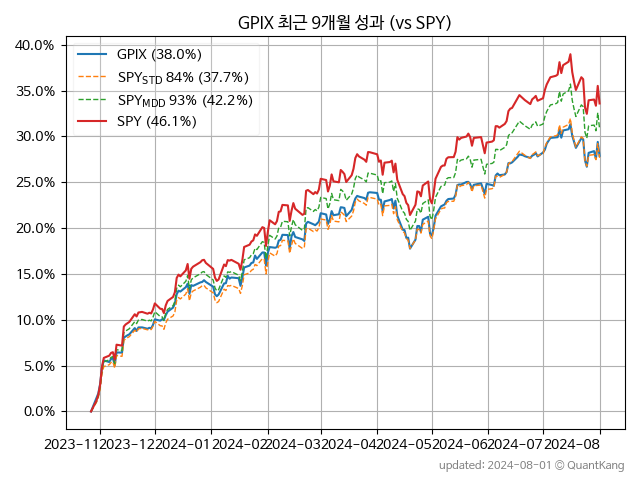 GPIX 최근 9개월 성과 (vs SPY)
40.0%
35.0%
30.0%
25.0%
20.0%
15.0%
10.0%
5.0%
0.0%
GPIX (38.0%)
SPY_STD 84% (37.7%)
SPY_MDD 93% (42.2%)
SPY (46.1%)
2023-11 2023-12 2024-01 2024-02 2024-03 2024-04 2024-05 2024-06 2024-07 2024-08
updated: 2024-08-01 © QuantKang